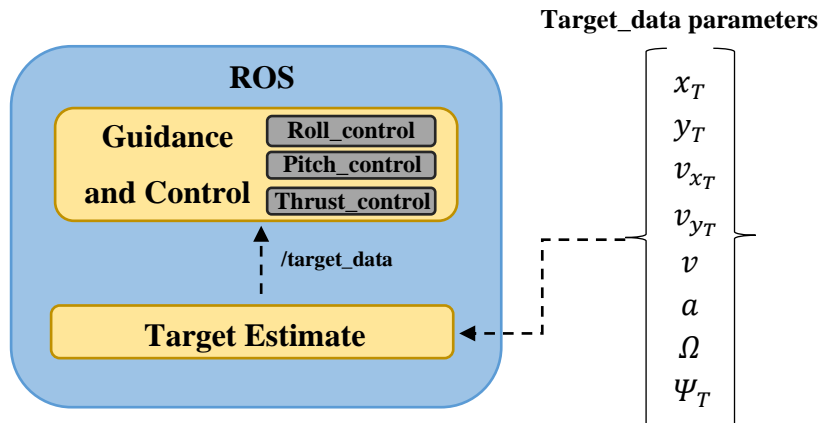 Target_data parameters
ROS
Guidance
and Control
Roll_control
Pitch_control
Thrust_control
/target_data
Target Estimate
x_T
y_T
v_{x_T}
v_{y_T}
v
a
Ω
Ψ_T